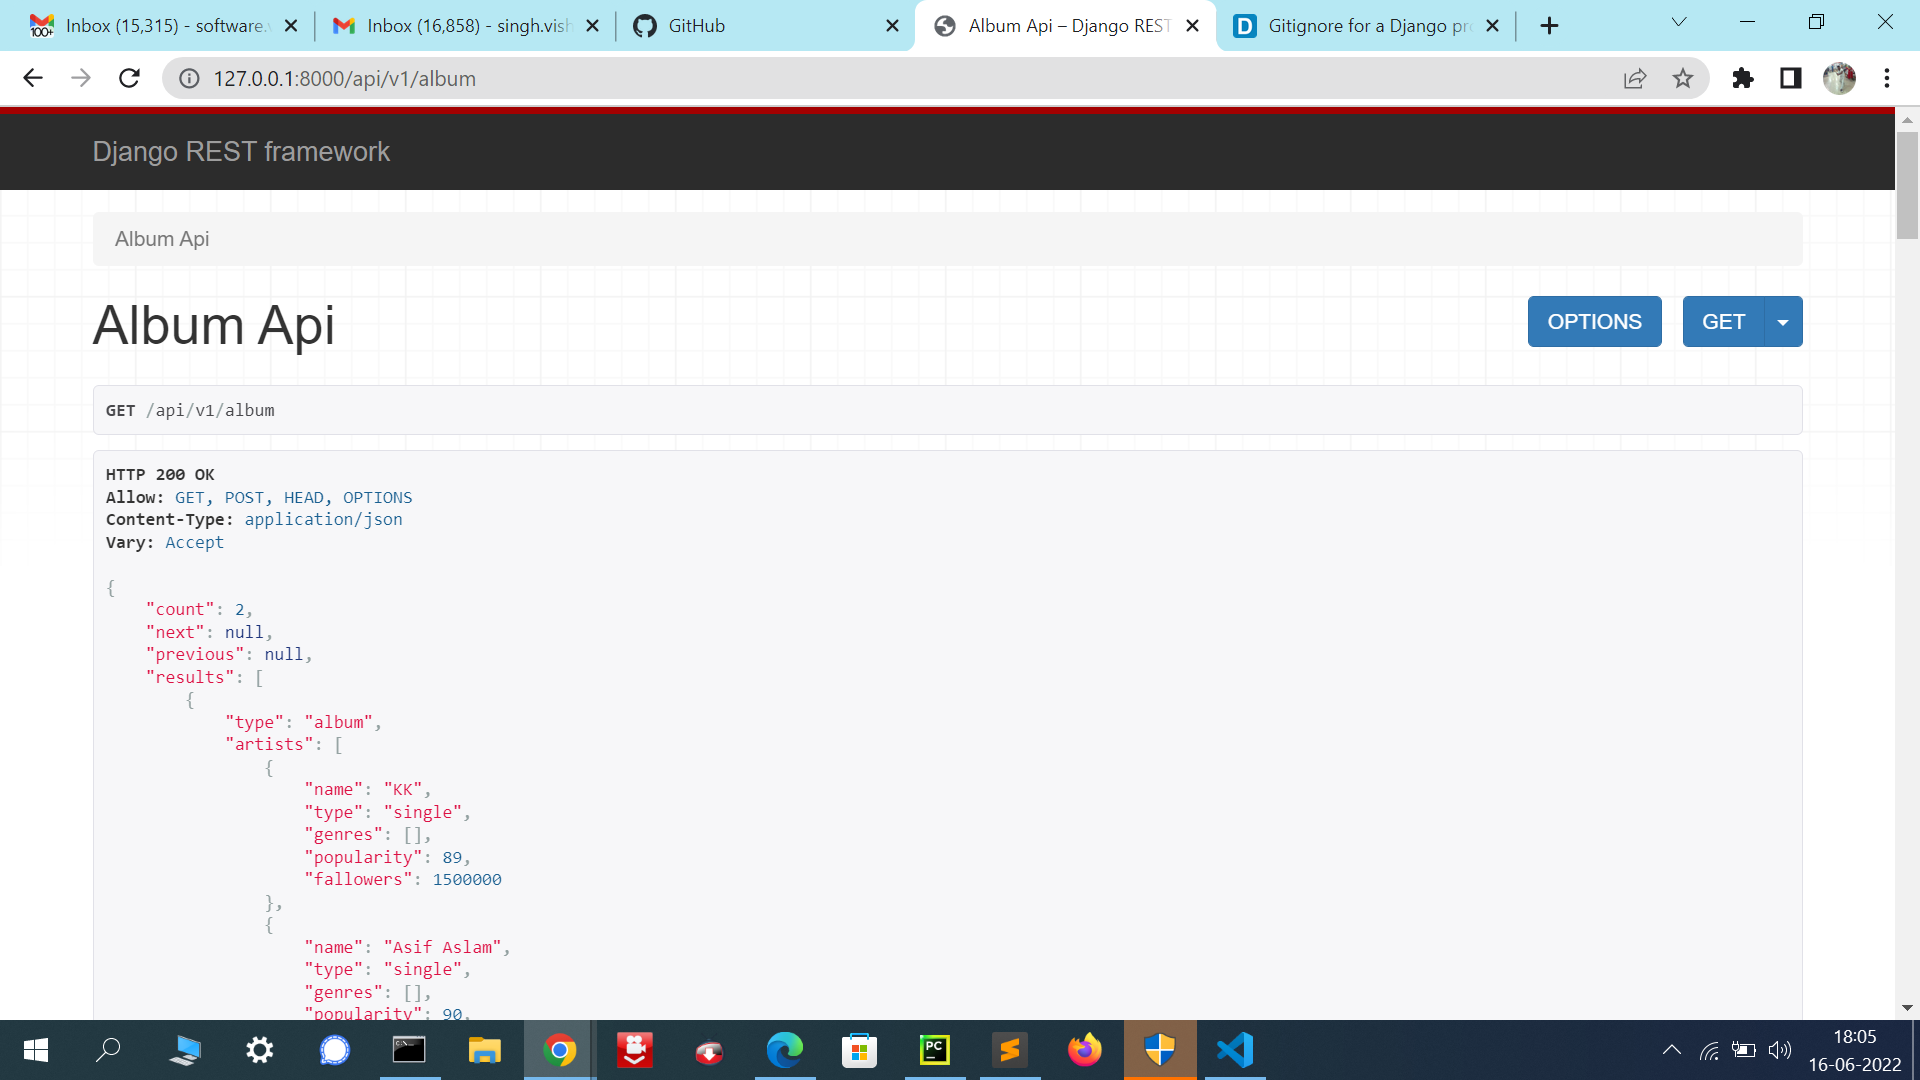 Inbox (15,315) - software.v
Inbox (16,858) - singh.vish
GitHub
Album Api – Django REST
Gitignore for a Django pro
127.0.0.1:8000/api/v1/album
Django REST framework
Album Api
Album Api
OPTIONS
GET
GET /api/v1/album
HTTP 200 OK
Allow: GET, POST, HEAD, OPTIONS
Content-Type: application/json
Vary: Accept
{
"count": 2,
"next": null,
"previous": null,
"results": [
{
"type": "album",
"artists": [
{
"name": "KK",
"type": "single",
"genres": [],
"popularity": 89,
"fallowers": 1500000
},
{
"name": "Asif Aslam",
"type": "single",
"genres": [],
"popularity": 90,
18:05
16-06-2022